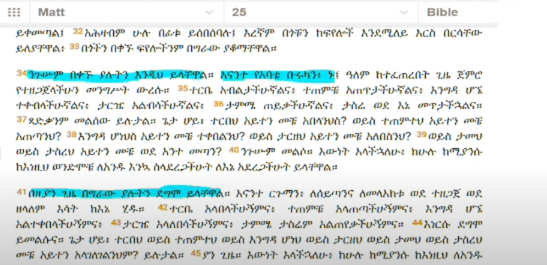 Matt 25 Bible
ይቀመጣል፤ 32 አሕዛብም ሁሉ በፊቱ ይሰበሰባሉ፤ እረኛም በጎቹን ከፍየሎች እንደሚለይ እርስ በርሳቸው
ይለያቸዋል፥ 33 በጎችን በቀኙ ፍየሎችንም በግራው ያቆማቸዋል።
34 ንጉሡም በቀኙ ያሉትን እንዲህ ይላቸዋል። እናንተ የአባቴ ቡሩካን፥ ኑ፤ ዓለም ከተፈጠረበት ጊዜ ጀምሮ
የተዘጋጀላችሁን መንግሥት ውረሱ። 35 ተርቤ አብልታችሁኛልና፥ ተጠምቼ አጠጥታችሁኛልና፥ እንግዳ ሆኜ
ተቀብላችሁኛልና፥ ታርዤ አልብሳችሁኛልና፥ 36 ታምሜ ጠይቃችሁኛልና፥ ታስሬ ወደ እኔ መጥታችኋልና።
37 ጻድቃንም መልሰው ይሉታል። ጌታ ሆይ፥ ተርበህ አይተን መቼ አበላንህስ? ወይስ ተጠምተህ አይተን መቼ
አጠጣንህ? 38 እንግዳ ሆነህስ አይተን መቼ ተቀበልንህ? ወይስ ታርዘህ አይተን መቼ አለበስንህ? 39 ወይስ ታመህ
ወይስ ታስረህ አይተን መቼ ወደ አንተ መጣን? 40 ንጉሡም መልሶ። እውነት እላችኋለሁ፥ ከሁሉ ከሚያንሱ
ከእነዚህ ወንድሞቼ ለአንዱ እንኳ ስላደረጋችሁት ለእኔ አደረጋችሁት ይላቸዋል።
41 በዚያን ጊዜ በግራው ያሉትን ደግሞ ይላቸዋል። እናንተ ርጉማን፥ ለሰይጣንና ለመላእክቱ ወደ ተዘጋጀ ወደ
ዘላለም እሳት ከእኔ ሂዱ። 42 ተርቤ አላበላችሁኝምና፥ ተጠምቼ አላጠጣችሁኝምና፥ እንግዳ ሆኜ
አልተቀበላችሁኝምና፥ 43 ታርዤ አላለበሳችሁኝምና፥ ታምሜ ታስሬም አልጠየቃችሁኝምና። 44 እነርሱ ደግሞ
ይመልሱና። ጌታ ሆይ፥ ተርበህ ወይስ ተጠምተህ ወይስ እንግዳ ሆነህ ወይስ ታርዘህ ወይስ ታመህ ወይስ ታስረህ
መቼ አይተን አላገለገልንህም? ይሉታል። 45 ያን ጊዜ። እውነት እላችኋለሁ፥ ከሁሉ ከሚያንሱ ከእነዚህ ለአንዱ